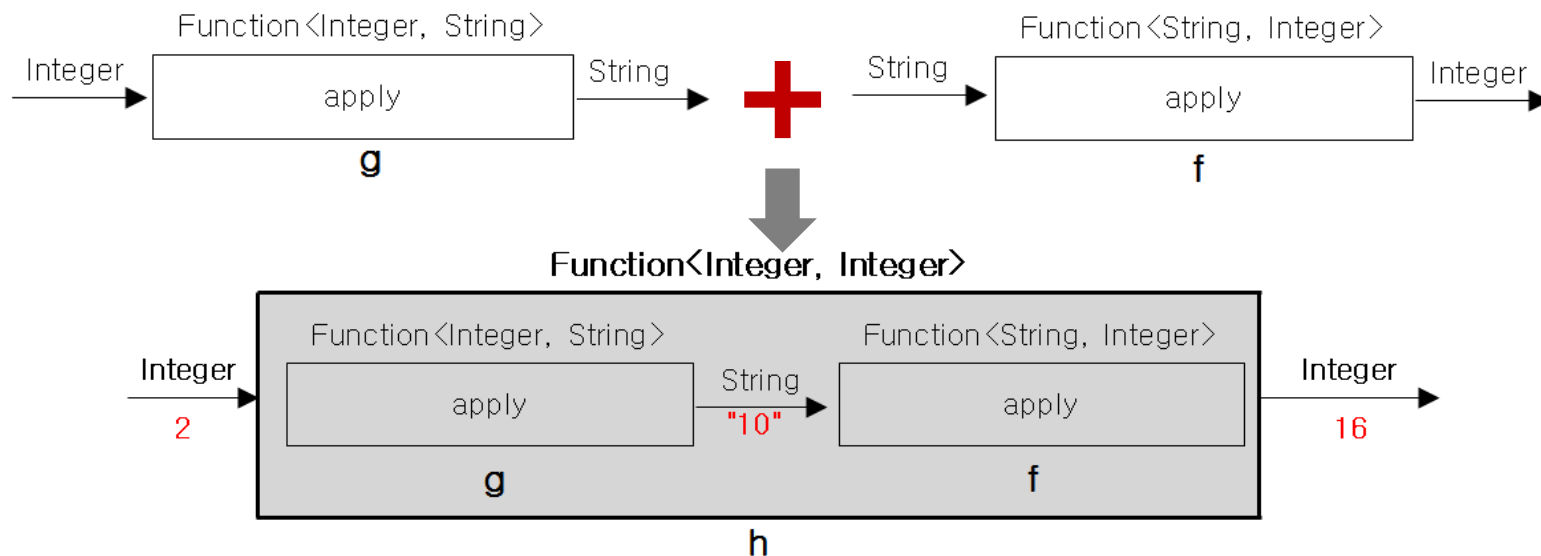 Function<Integer, String>
Integer
apply
String
g
Function<String, Integer>
String
apply
Integer
f
Function<Integer, Integer>
Integer
2
Function<Integer, String>
apply
g
String
"10"
Function<String, Integer>
apply
f
Integer
16
h